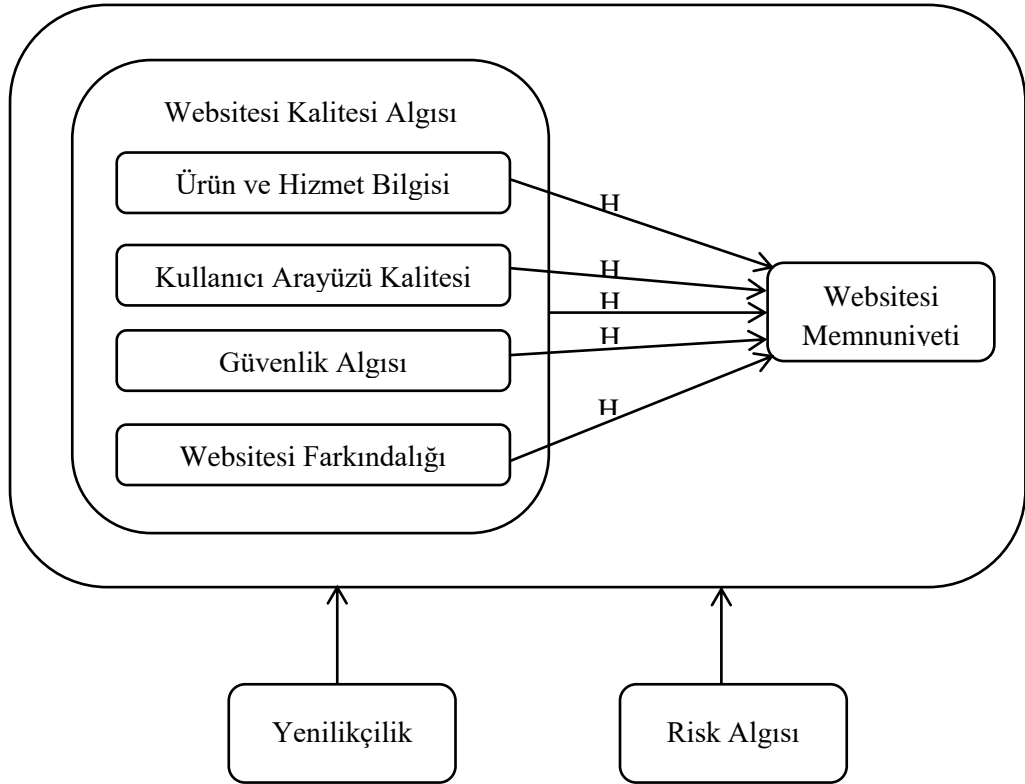 Websitesi Kalitesi Algısı
Ürün ve Hizmet Bilgisi
H
Kullanıcı Arayüzü Kalitesi
H
H
Websitesi
Memnuniyeti
Güvenlik Algısı
H
H
Websitesi Farkındalığı
Yenilikçilik
Risk Algısı